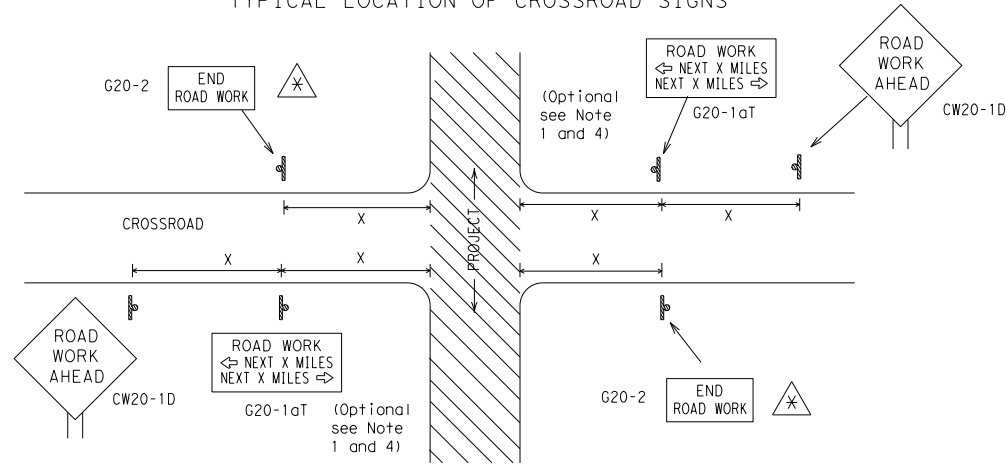 TYPICAL LOCATION OF CROSSROAD SIGNS
G20-2
END
ROAD WORK
(Optional
see Note
1 and 4)
ROAD WORK
⇦ NEXT X MILES
NEXT X MILES ⇨
G20-1aT
ROAD
WORK
AHEAD
CW20-1D
X
X
X
CROSSROAD
PROJECT
X
X
X
ROAD
WORK
AHEAD
CW20-1D
ROAD WORK
⇦ NEXT X MILES
NEXT X MILES ⇨
G20-1aT
(Optional
see Note
1 and 4)
G20-2
END
ROAD WORK